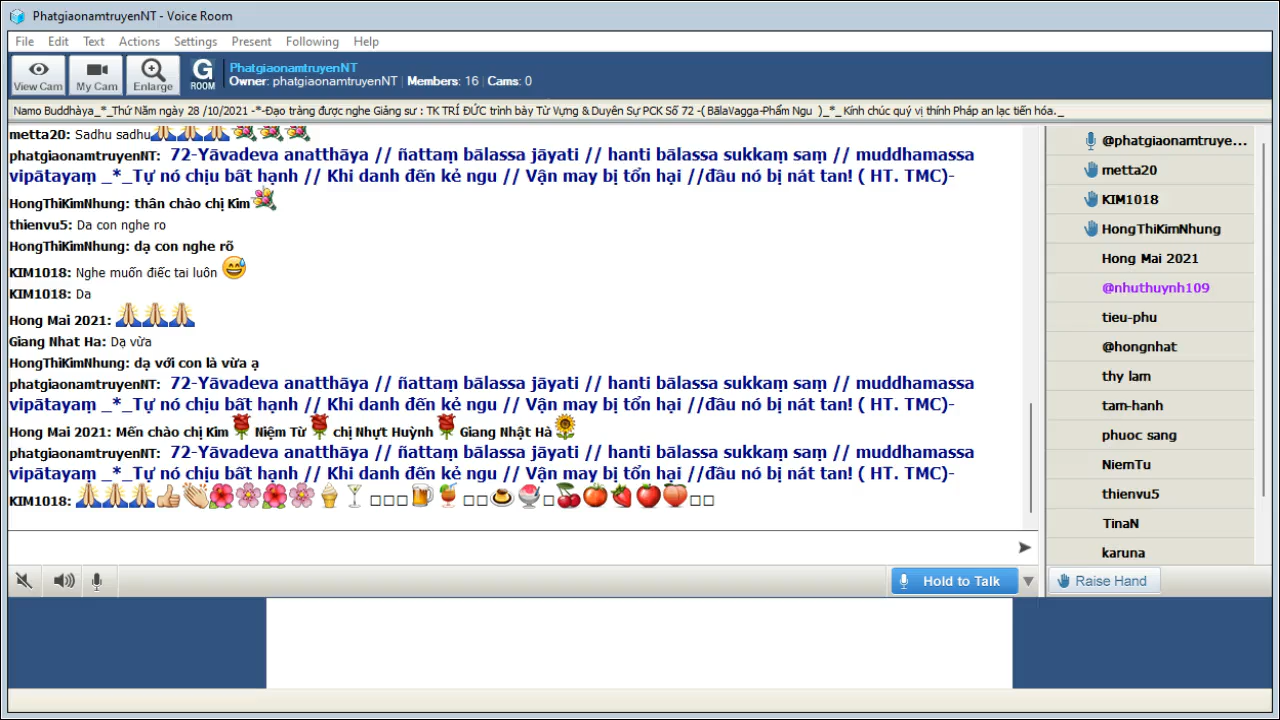 PhatgiaonamtruyenNT - Voice Room
File Edit Text Actions Settings Present Following Help
View Cam My Cam Enlarge G ROOM
PhatgiaonamtruyenNT
Owner: phatgiaonamtruyenNT Members: 16 Cams: 0
Namo Buddhàya_*_Thứ Năm ngày 28 /10/2021 -*-Đạo tràng được nghe Giảng sư : TK TRÍ ĐỨC trình bày Từ Vựng & Duyên Sự PCK Số 72 -( BãlaVagga-Phẩm Ngu )_*_ Kính chúc quý vị thính Pháp an lạc tiến hóa._
metta20: Sadhu sadhu
phatgiaonamtruyenNT: 72-Yāvadeva anatthāya // ñattaṃ bālassa jāyati // hanti bālassa sukkaṃ saṃ // muddhamassa
vipātayaṃ _*_Tự nó chịu bất hạnh // Khi danh đến kẻ ngu // Vận may bị tổn hại //đầu nó bị nát tan! ( HT. TMC)-
HongThiKimNhung: thân chào chị Kim
thienvu5: Da con nghe ro
HongThiKimNhung: dạ con nghe rõ
KIM1018: Nghe muốn điếc tai luôn
KIM1018: Da
Hong Mai 2021:
Giang Nhat Ha: Dạ vừa
HongThiKimNhung: dạ với con là vừa ạ
phatgiaonamtruyenNT: 72-Yāvadeva anatthāya // ñattaṃ bālassa jāyati // hanti bālassa sukkaṃ saṃ // muddhamassa
vipātayaṃ _*_Tự nó chịu bất hạnh // Khi danh đến kẻ ngu // Vận may bị tổn hại //đầu nó bị nát tan! ( HT. TMC)-
Hong Mai 2021: Mến chào chị Kim Niệm Từ chị Nhựt Huỳnh Giang Nhật Hà
phatgiaonamtruyenNT: 72-Yāvadeva anatthāya // ñattaṃ bālassa jāyati // hanti bālassa sukkaṃ saṃ // muddhamassa
vipātayaṃ _*_Tự nó chịu bất hạnh // Khi danh đến kẻ ngu // Vận may bị tổn hại //đầu nó bị nát tan! ( HT. TMC)-
KIM1018:
@phatgiaonamtruye...
metta20
KIM1018
HongThiKimNhung
Hong Mai 2021
@nhuthuynh109
tieu-phu
@hongnhat
thy lam
tam-hanh
phuoc sang
NiemTu
thienvu5
TinaN
karuna
Hold to Talk
Raise Hand